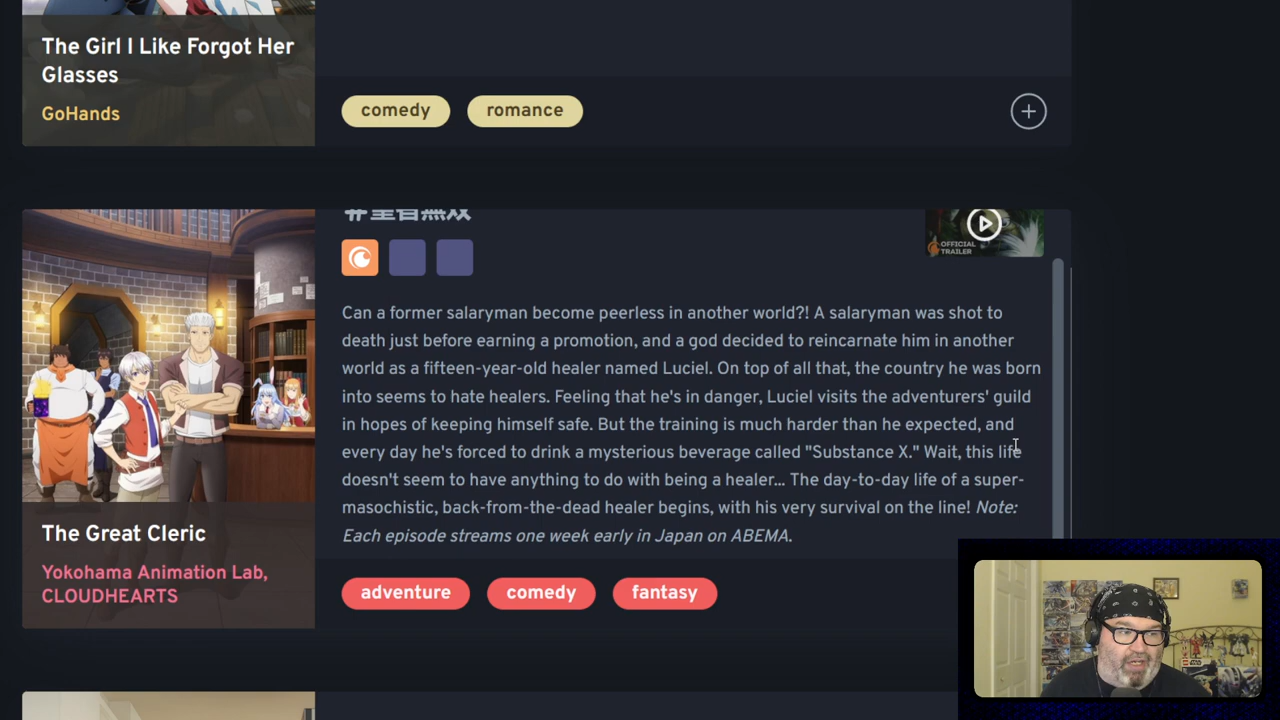 The Girl I Like Forgot Her
Glasses
GoHands
comedy
romance
#聖者無双
OFFICIAL
TRAILER
Can a former salaryman become peerless in another world?! A salaryman was shot to
death just before earning a promotion, and a god decided to reincarnate him in another
world as a fifteen-year-old healer named Luciel. On top of all that, the country he was born
into seems to hate healers. Feeling that he's in danger, Luciel visits the adventurers' guild
in hopes of keeping himself safe. But the training is much harder than he expected, and
every day he's forced to drink a mysterious beverage called "Substance X." Wait, this life
doesn't seem to have anything to do with being a healer... The day-to-day life of a super-
masochistic, back-from-the-dead healer begins, with his very survival on the line! Note:
Each episode streams one week early in Japan on ABEMA.
The Great Cleric
Yokohama Animation Lab,
CLOUDHEARTS
adventure
comedy
fantasy